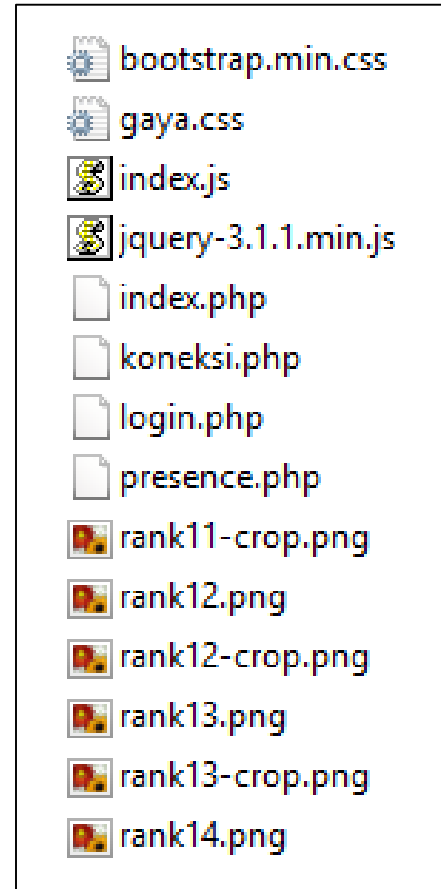 bootstrap.min.css
gaya.css
index.js
jquery-3.1.1.min.js
index.php
koneksi.php
login.php
presence.php
rank11-crop.png
rank12.png
rank12-crop.png
rank13.png
rank13-crop.png
rank14.png